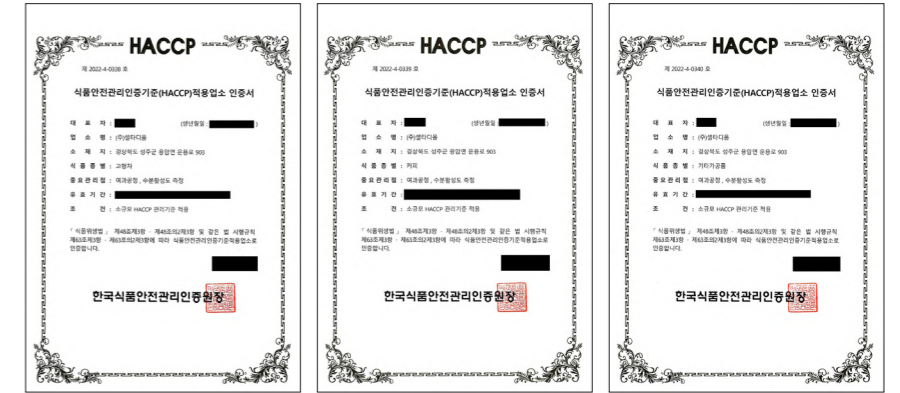 HACCP
제 2022-4-0338 호
식품안전관리인증기준(HACCP)적용업소 인증서
대 표 자 :
(생년월일 : )
업 소 명 : (주)셀타디움
소 재 지 : 경상북도 성주군 용암면 운용로 903
식 품 종 별 : 고형차
중요관리점 : 여과공정, 수분활성도 측정
유 효 기 간 :
조 건 : 소규모 HACCP 관리기준 적용
「식품위생법」 제48조제3항ㆍ제48조의2제3항 및 같은 법 시행규칙
제63조제3항ㆍ제63조의2제3항에 따라 식품안전관리인증기준적용업소로
인증합니다.
한국식품안전관리인증원장
HACCP
제 2022-4-0339 호
식품안전관리인증기준(HACCP)적용업소 인증서
대 표 자 :
(생년월일 : )
업 소 명 : (주)셀타디움
소 재 지 : 경상북도 성주군 용암면 운용로 903
식 품 종 별 : 커피
중요관리점 : 여과공정, 수분활성도 측정
유 효 기 간 :
조 건 : 소규모 HACCP 관리기준 적용
「식품위생법」 제48조제3항ㆍ제48조의2제3항 및 같은 법 시행규칙
제63조제3항ㆍ제63조의2제3항에 따라 식품안전관리인증기준적용업소로
인증합니다.
한국식품안전관리인증원장
HACCP
제 2022-4-0340 호
식품안전관리인증기준(HACCP)적용업소 인증서
대 표 자 :
(생년월일 : )
업 소 명 : (주)셀타디움
소 재 지 : 경상북도 성주군 용암면 운용로 903
식 품 종 별 : 기타가공품
중요관리점 : 여과공정, 수분활성도 측정
유 효 기 간 :
조 건 : 소규모 HACCP 관리기준 적용
「식품위생법」 제48조제3항ㆍ제48조의2제3항 및 같은 법 시행규칙
제63조제3항ㆍ제63조의2제3항에 따라 식품안전관리인증기준적용업소로
인증합니다.
한국식품안전관리인증원장